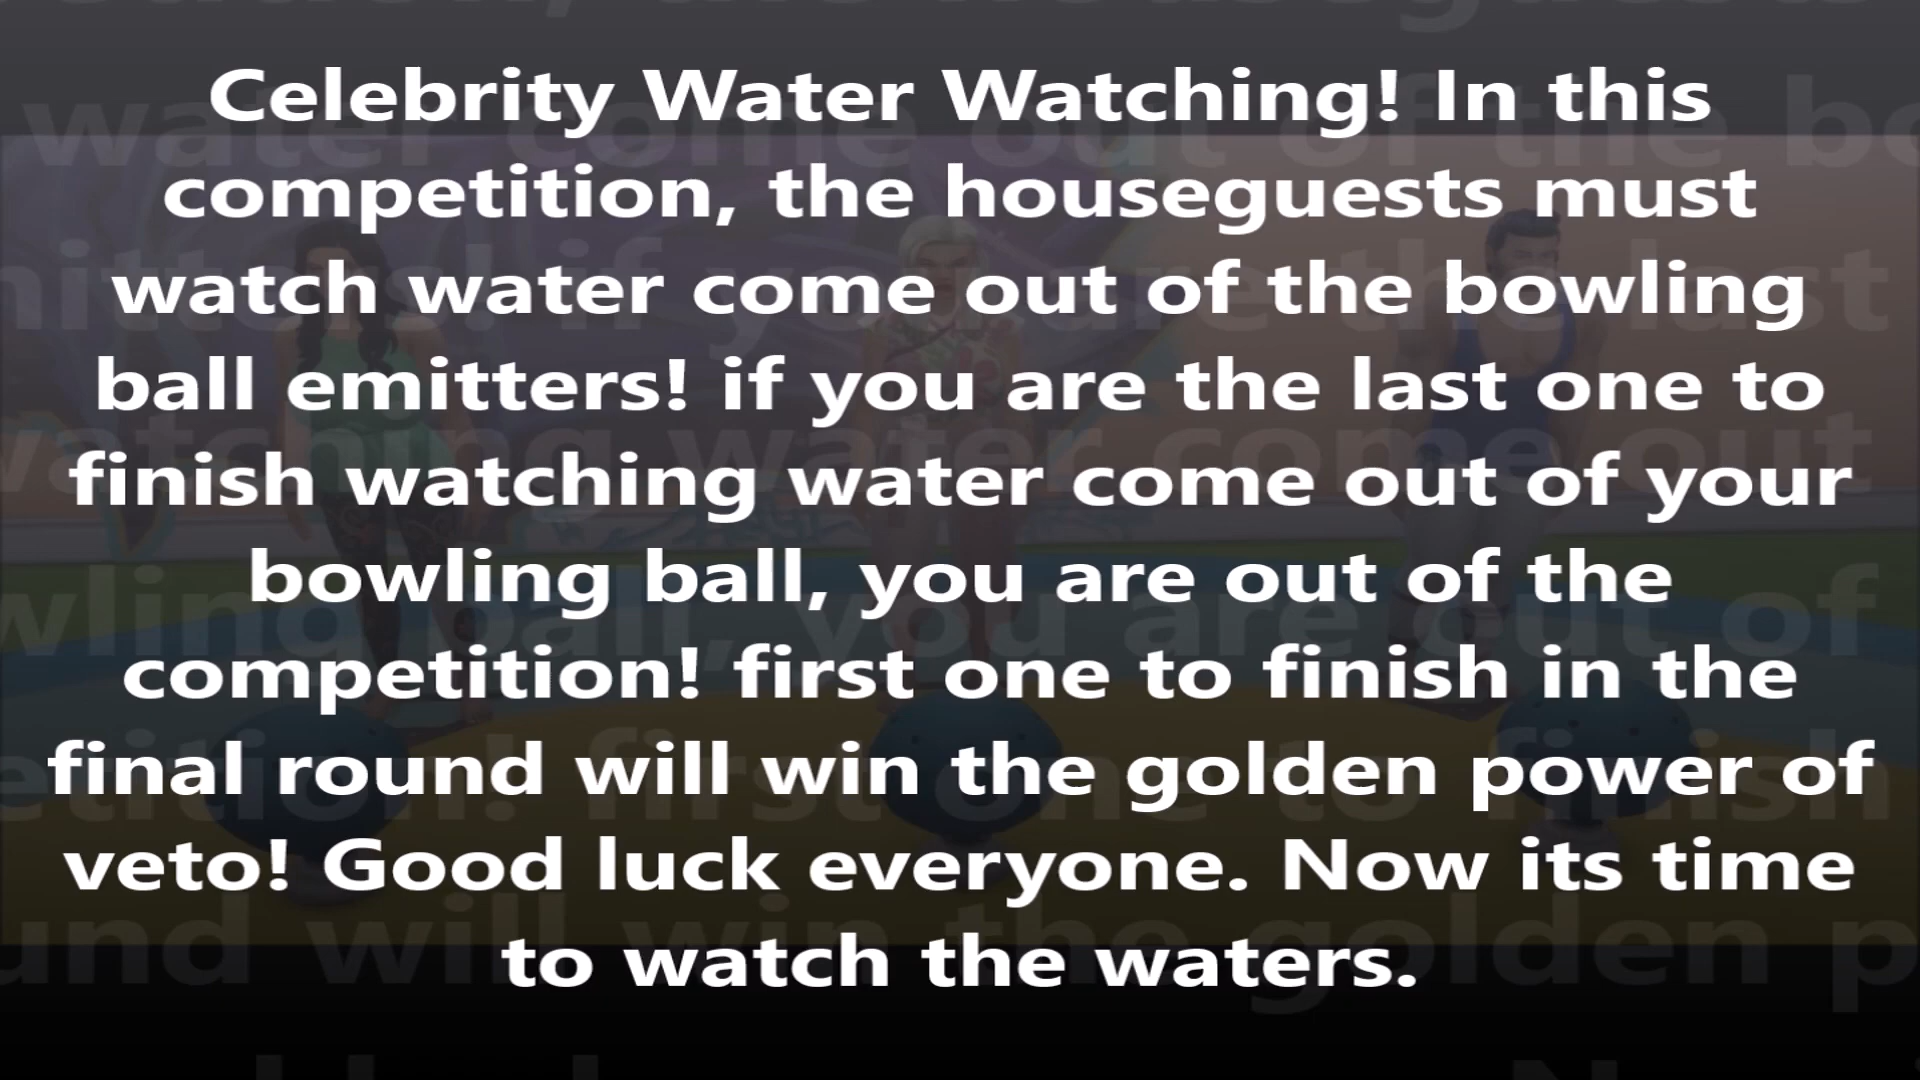 Celebrity Water Watching! In this
competition, the houseguests must
watch water come out of the bowling
ball emitters! if you are the last one to
finish watching water come out of your
bowling ball, you are out of the
competition! first one to finish in the
final round will win the golden power of
veto! Good luck everyone. Now its time
to watch the waters.